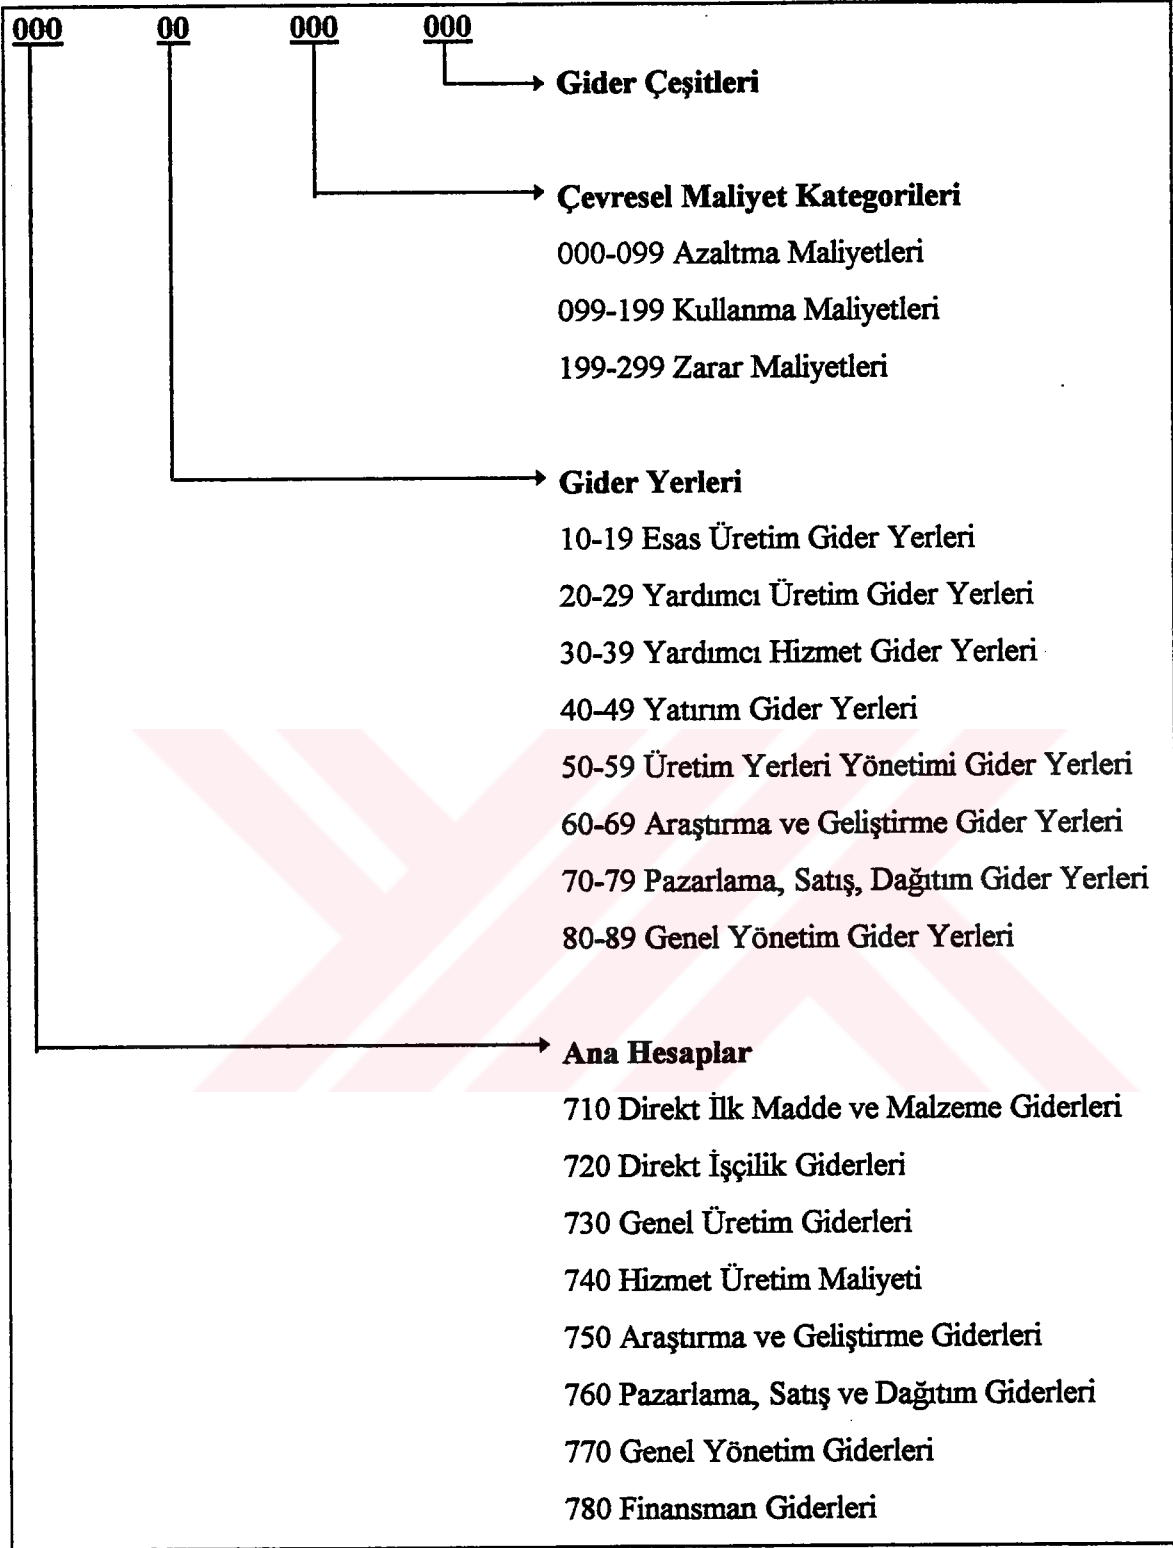 000 00 000 000
Gider Çeşitleri
Çevresel Maliyet Kategorileri
000-099 Azaltma Maliyetleri
099-199 Kullanma Maliyetleri
199-299 Zarar Maliyetleri
Gider Yerleri
10-19 Esas Üretim Gider Yerleri
20-29 Yardımcı Üretim Gider Yerleri
30-39 Yardımcı Hizmet Gider Yerleri
40-49 Yatırım Gider Yerleri
50-59 Üretim Yerleri Yönetimi Gider Yerleri
60-69 Araştırma ve Geliştirme Gider Yerleri
70-79 Pazarlama, Satış, Dağıtım Gider Yerleri
80-89 Genel Yönetim Gider Yerleri
Ana Hesaplar
710 Direkt İlk Madde ve Malzeme Giderleri
720 Direkt İşçilik Giderleri
730 Genel Üretim Giderleri
740 Hizmet Üretim Maliyeti
750 Araştırma ve Geliştirme Giderleri
760 Pazarlama, Satış ve Dağıtım Giderleri
770 Genel Yönetim Giderleri
780 Finansman Giderleri